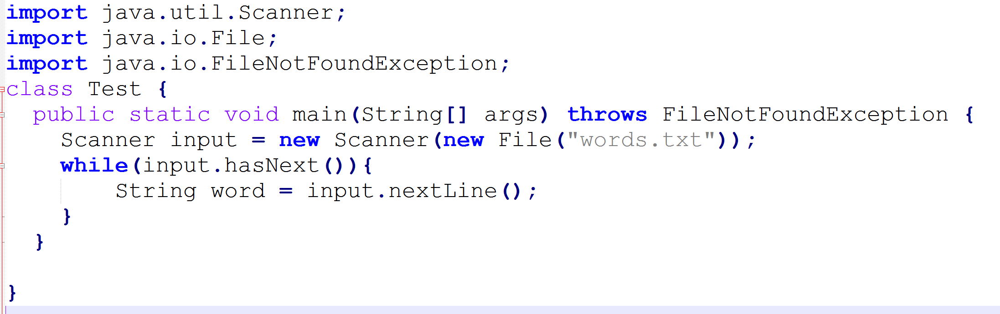 import java.util.Scanner;
import java.io.File;
import java.io.FileNotFoundException;
class Test {
  public static void main(String[] args) throws FileNotFoundException {
    Scanner input = new Scanner(new File("words.txt"));
    while(input.hasNext()){
        String word = input.nextLine();
    }
  }
}